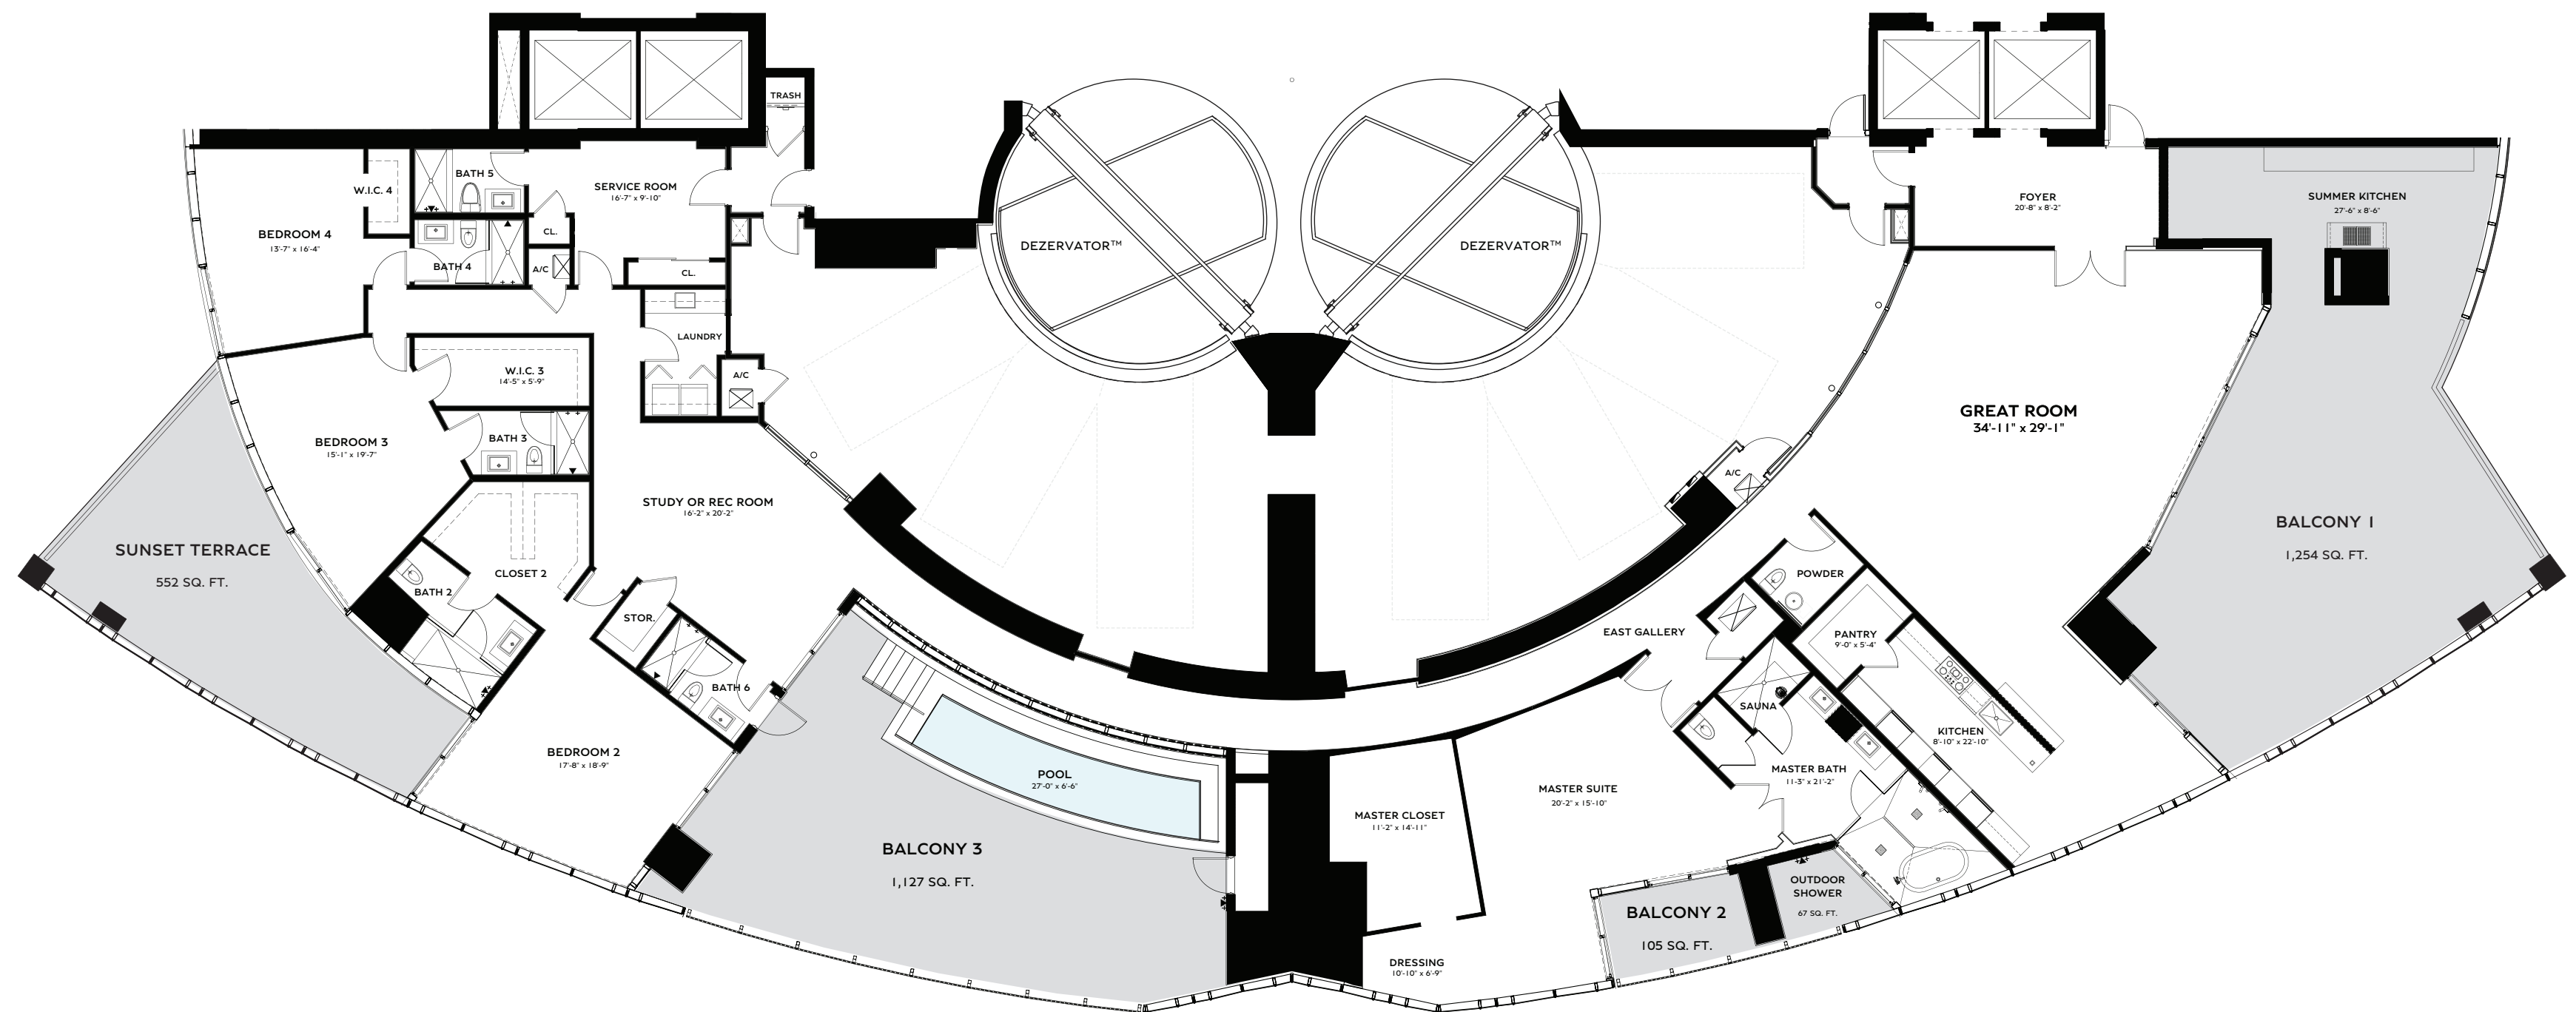 TRASH
BATH 5
W.I.C. 4
SERVICE ROOM
16'-7" x 9'-10"
CL.
BEDROOM 4
13'-7" x 16'-4"
BATH 4
A/C
CL.
LAUNDRY
A/C
W.I.C. 3
14'-5" x 5'-9"
BEDROOM 3
15'-1" x 19'-7"
BATH 3
STUDY OR REC ROOM
16'-2" x 20'-2"
SUNSET TERRACE
552 SQ. FT.
CLOSET 2
BATH 2
STOR.
BATH 6
BEDROOM 2
17'-8" x 18'-9"
POOL
27'-0" x 6'-6"
BALCONY 3
1,127 SQ. FT.
DEZERVATOR™
DEZERVATOR™
FOYER
20'-8" x 8'-2"
SUMMER KITCHEN
27'-6" x 8'-6"
GREAT ROOM
34'-11" x 29'-1"
A/C
BALCONY 1
1,254 SQ. FT.
POWDER
EAST GALLERY
PANTRY
9'-0" x 5'-4"
SAUNA
KITCHEN
8'-10" x 22'-10"
MASTER BATH
11'-3" x 21'-2"
MASTER SUITE
20'-2" x 15'-10"
MASTER CLOSET
11'-2" x 14'-11"
OUTDOOR
SHOWER
67 SQ. FT.
BALCONY 2
105 SQ. FT.
DRESSING
10'-10" x 6'-9"